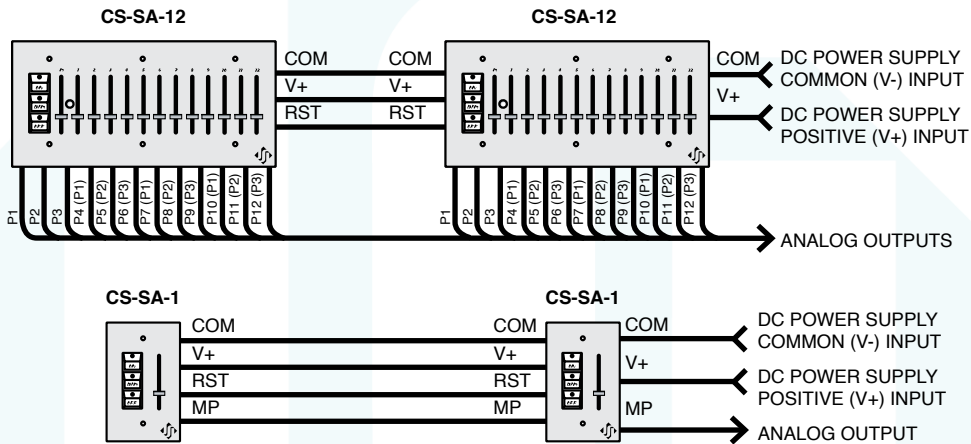 CS-SA-12 CS-SA-12
COM COM COM DC POWER SUPPLY
COMMON (V-) INPUT
V+ V+ V+
RST RST DC POWER SUPPLY
POSITIVE (V+) INPUT
P1 P2 P3 P4 (P1) P5 (P2) P6 (P3) P7 (P1) P8 (P2) P9 (P3) P10 (P1) P11 (P2) P12 (P3)
P1 P2 P3 P4 (P1) P5 (P2) P6 (P3) P7 (P1) P8 (P2) P9 (P3) P10 (P1) P11 (P2) P12 (P3)
ANALOG OUTPUTS
CS-SA-1 CS-SA-1
COM COM COM DC POWER SUPPLY
COMMON (V-) INPUT
V+ V+ V+
RST RST DC POWER SUPPLY
POSITIVE (V+) INPUT
MP MP MP ANALOG OUTPUT